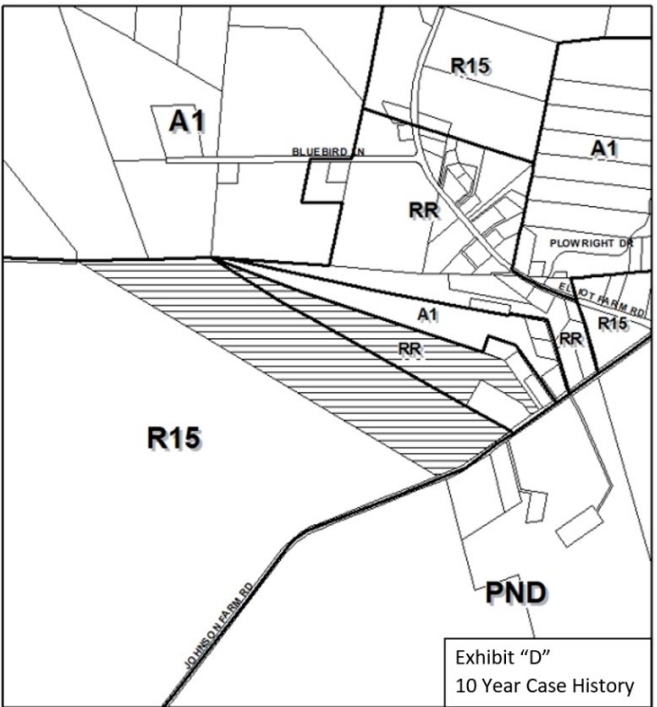 R15
A1
BLUEBIRD LN
A1
RR
PLOWRIGHT DR
ELLIOT FARM RD
A1
R15
RR
RR
R15
JOHNSON FARM RD
PND
Exhibit “D”
10 Year Case History